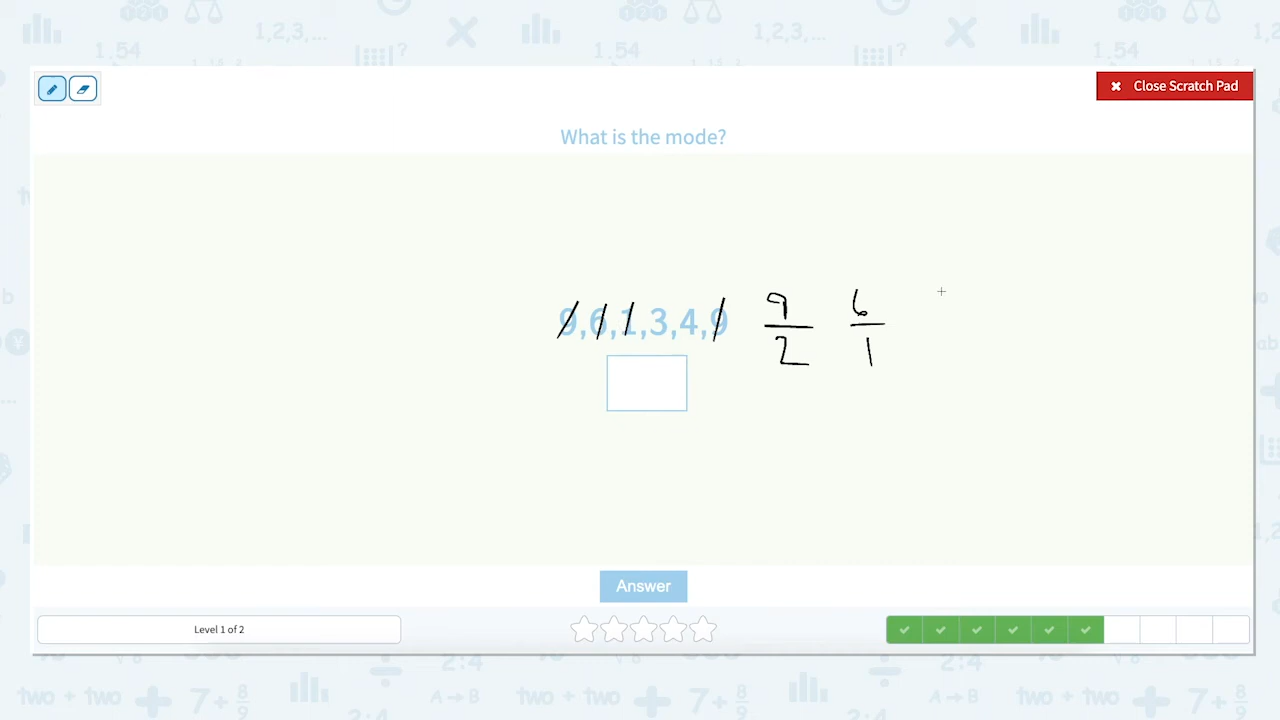 Close Scratch Pad
What is the mode?
9,6,1,3,4,9
9 6
2 1
Answer
Level 1 of 2